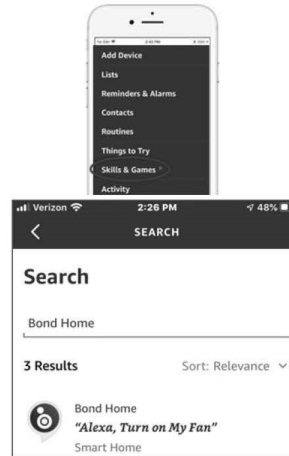 Add Device
Lists
Reminders & Alarms
Contacts
Routines
Things to Try
Skills & Games
Activity
Verizon 2:26 PM 48%
SEARCH
Search
Bond Home
3 Results Sort: Relevance
Bond Home
"Alexa, Turn on My Fan"
Smart Home